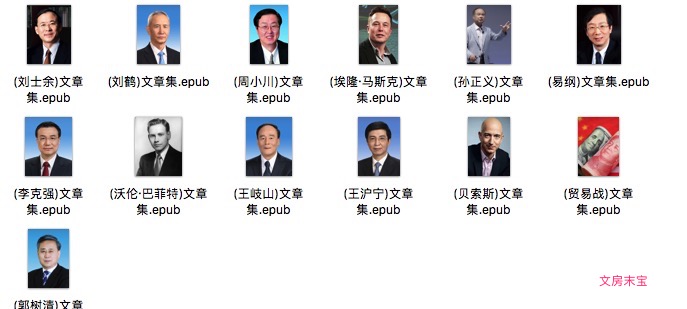 (刘士余)文章
集.epub
(刘鹤)文章集.epub
(周小川)文章
集.epub
(埃隆·马斯克)文章
集.epub
(孙正义)文章
集.epub
(易纲)文章集.epub
(李克强)文章
集.epub
(沃伦·巴菲特)文章
集.epub
(王岐山)文章
集.epub
(王沪宁)文章
集.epub
(贝索斯)文章
集.epub
(贸易战)文章
集.epub
(郭树清)文章
文房末宝